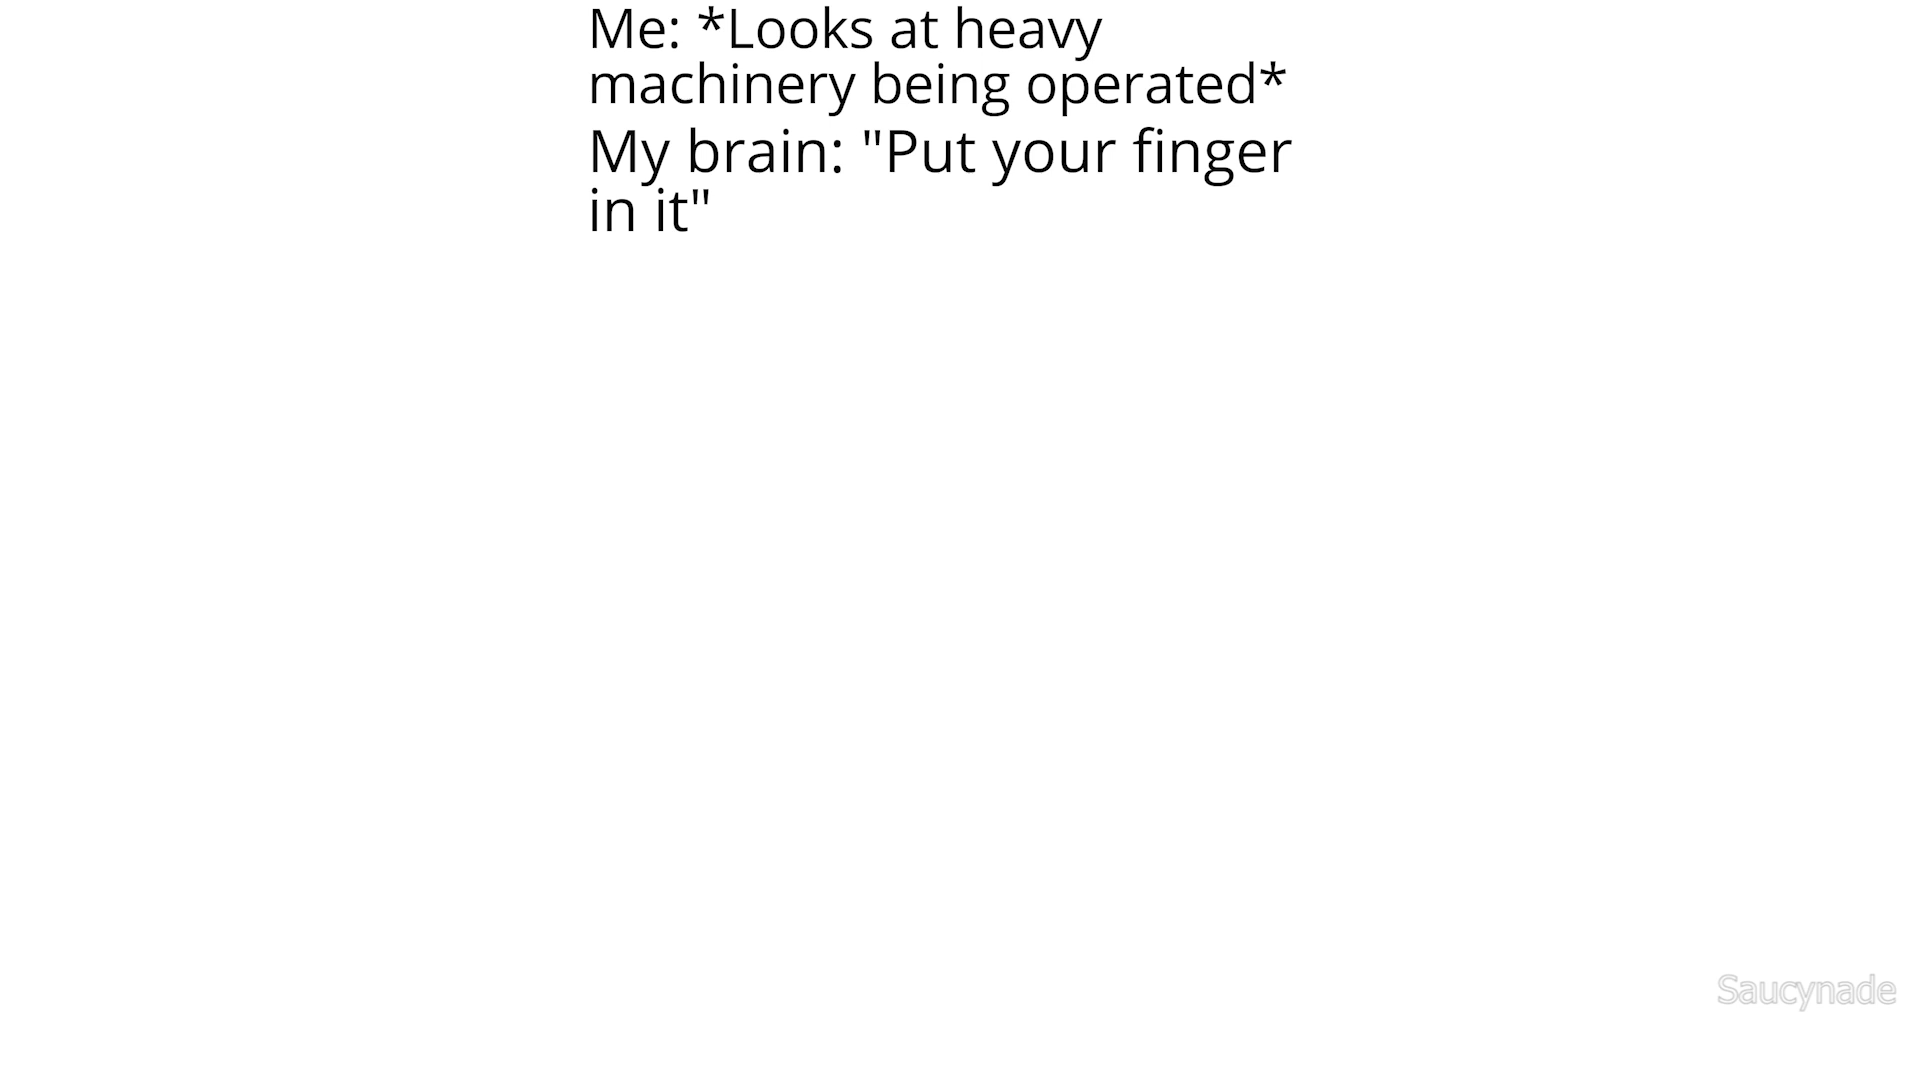 Me: *Looks at heavy
machinery being operated*
My brain: "Put your finger
in it"
Saucynade